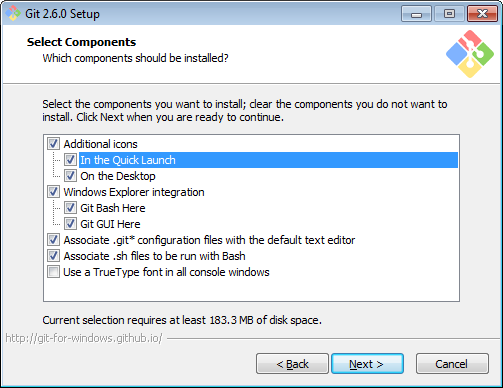 Git 2.6.0 Setup
Select Components
Which components should be installed?
Select the components you want to install; clear the components you do not want to
install. Click Next when you are ready to continue.
Additional icons
In the Quick Launch
On the Desktop
Windows Explorer integration
Git Bash Here
Git GUI Here
Associate .git* configuration files with the default text editor
Associate .sh files to be run with Bash
Use a TrueType font in all console windows
Current selection requires at least 183.3 MB of disk space.
http://git-for-windows.github.io/
< Back
Next >
Cancel